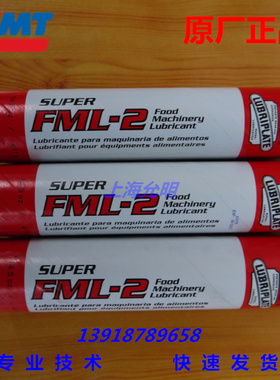 MT
原厂正
SUPER
FML-2
Food
Machinery
Lubricant
Lubricante para maquinaria de alimentos
Lubrifiant pour équipements alimentaires
LUBRIPLATE
上海允明
SUPER
FML-2
Food
Machinery
Lubricant
Lubricante para maquinaria de alimentos
Lubrifiant pour équipements alimentaires
LUBRIPLATE
SUPER
FML-2
Food
Machinery
Lubricant
Lubricante para maquinaria de alimentos
Lubrifiant pour équipements alimentaires
LUBRIPLATE
13918789658
专业技术 快速发货